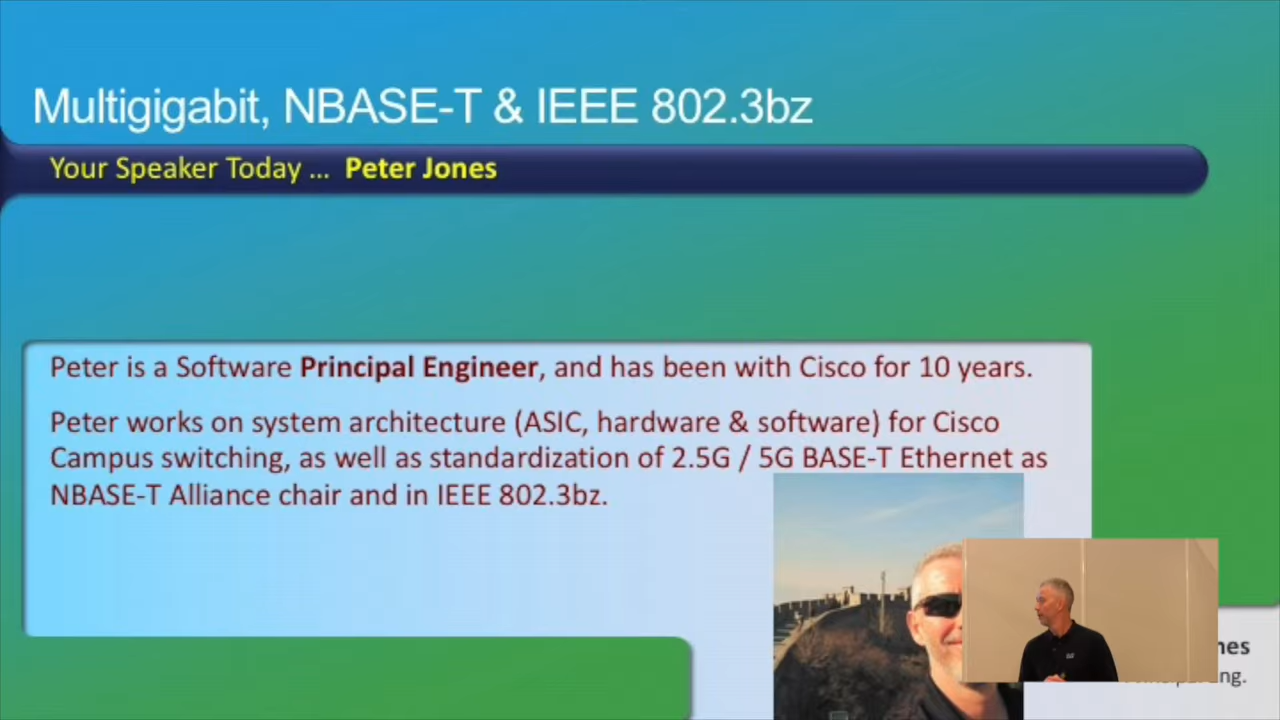 Multigigabit, NBASE-T & IEEE 802.3bz
Your Speaker Today ... Peter Jones
Peter is a Software Principal Engineer, and has been with Cisco for 10 years.
Peter works on system architecture (ASIC, hardware & software) for Cisco
Campus switching, as well as standardization of 2.5G / 5G BASE-T Ethernet as
NBASE-T Alliance chair and in IEEE 802.3bz.